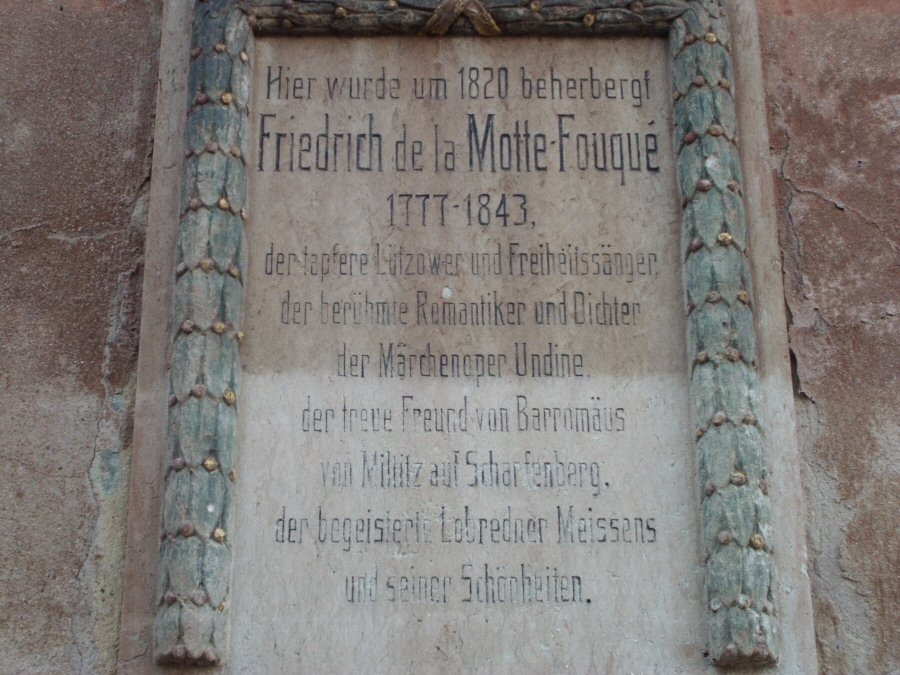 Hier wurde um 1820 beherbergt
Friedrich de la Motte-Fouqué
1777-1843,
der tapfere Lützower und Freiheitssänger,
der berühmte Romantiker und Dichter
der Märchenoper Undine.
der treue Freund von Barromäus
von Miltitz auf Scharfenberg,
der begeisterte Lobredner Meissens
und seiner Schönheiten.